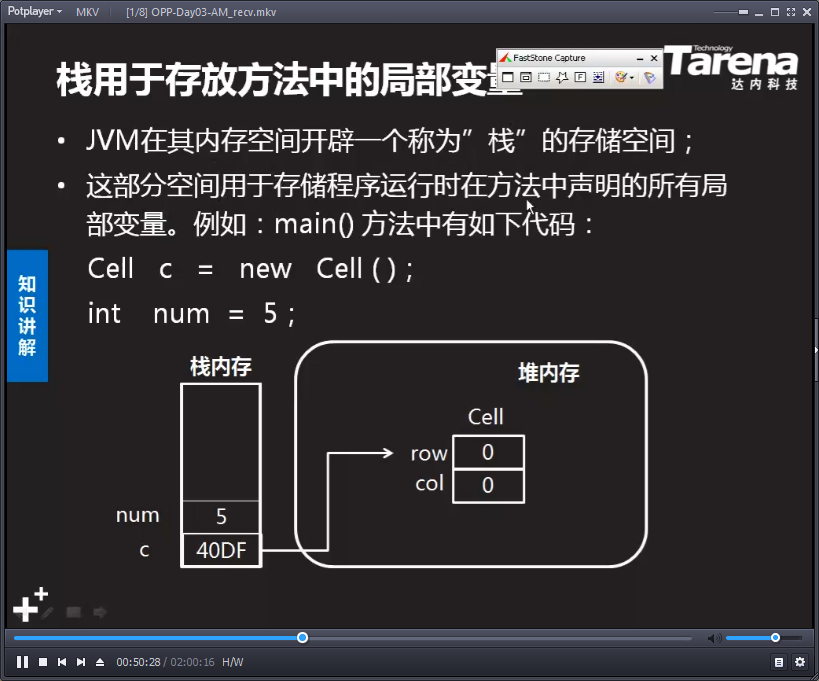 Potplayer MKV [1/8] OPP-Day03-AM_recv.mkv
FastStone Capture
Technology
Tarena
达内科技
栈用于存放方法中的局部变
• JVM在其内存空间开辟一个称为”栈”的存储空间；
• 这部分空间用于存储程序运行时在方法中声明的所有局
部变量。例如：main() 方法中有如下代码：
Cell c = new Cell ( ) ;
int num = 5 ;
知识讲解
栈内存
堆内存
Cell
row 0
col 0
num 5
c 40DF
00:50:28 / 02:00:16 H/W